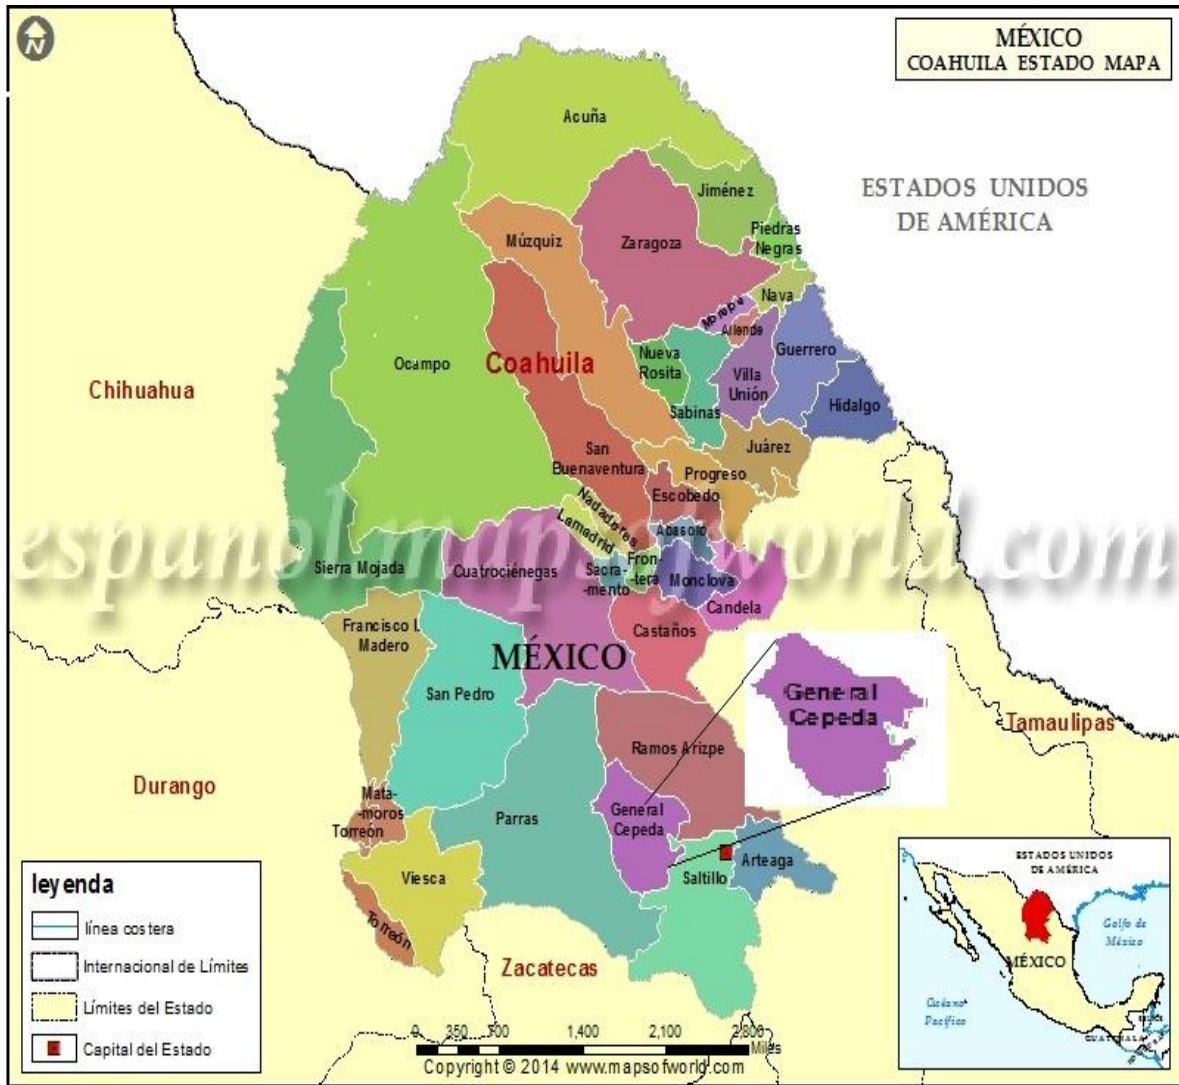 N
MÉXICO
COAHUILA ESTADO MAPA
ESTADOS UNIDOS
DE AMÉRICA
Acuña
Jiménez
Piedras
Negras
Zaragoza
Múzquiz
Nava
Allende
Guerrero
Nueva
Rosita
Villa
Unión
Sabinas
Hidalgo
Ocampo
Coahuila
Chihuahua
San
Buenaventura
Juárez
Progreso
Escobedo
Nadadores
Lamadrid
espanol.mapsofworld.com
Sierra Mojada
Cuatrociénegas
Sacra-
-mento
Fron-
-tera
Monclova
Candela
Francisco I.
Madero
Castaños
MÉXICO
San Pedro
General
Cepeda
Tamaulipas
Ramos Arizpe
Durango
Mata-
-moros
Torreón
Parras
General
Cepeda
Arteaga
Saltillo
Viesca
Torreón
Zacatecas
leyenda
línea costera
Internacional de Límites
Límites del Estado
Capital del Estado
0 350 700 1,400 2,100 2,800
Miles
Copyright © 2014 www.mapsofworld.com
ESTADOS UNIDOS
DE AMÉRICA
Golfo de
México
MÉXICO
Océano
Pacífico